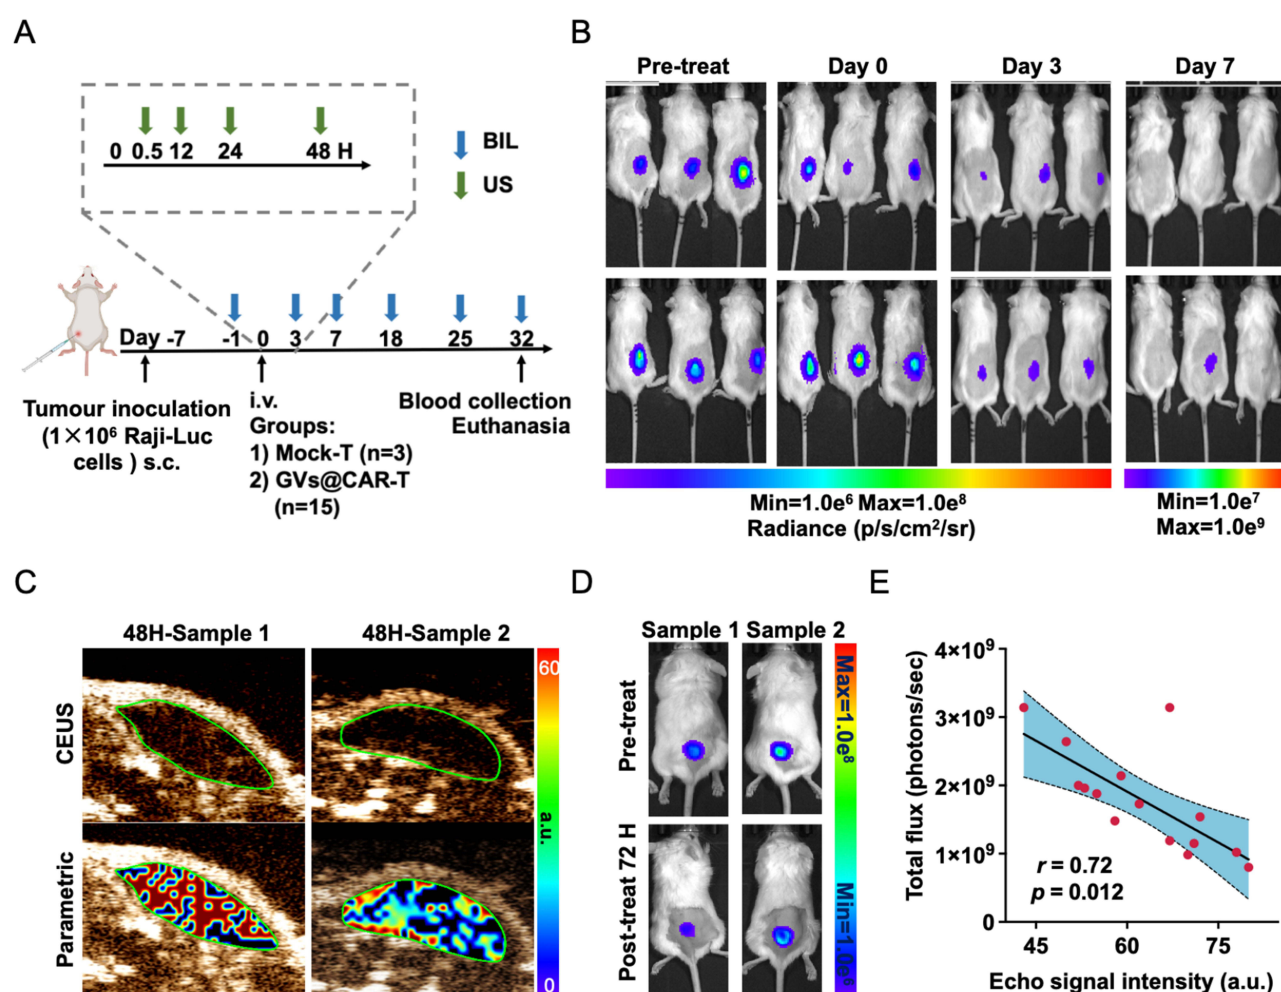 A
0 0.5 12 24 48 H
BIL
US
Day -7 -1 0 3 7 18 25 32
Tumour inoculation
(1×10⁶ Raji-Luc
cells ) s.c.
i.v.
Groups:
1) Mock-T (n=3)
2) GVs@CAR-T
(n=15)
Blood collection
Euthanasia
B
Pre-treat Day 0 Day 3 Day 7
Min=1.0e⁶ Max=1.0e⁸
Radiance (p/s/cm²/sr)
Min=1.0e⁷
Max=1.0e⁹
C
48H-Sample 1 48H-Sample 2
CEUS
Parametric
60
a.u.
0
D
Sample 1 Sample 2
Pre-treat
Post-treat 72 H
Max=1.0e⁸
Min=1.0e⁶
E
Total flux (photons/sec)
4×10⁹
3×10⁹
2×10⁹
1×10⁹
0
r = 0.72
p = 0.012
45 60 75
Echo signal intensity (a.u.)